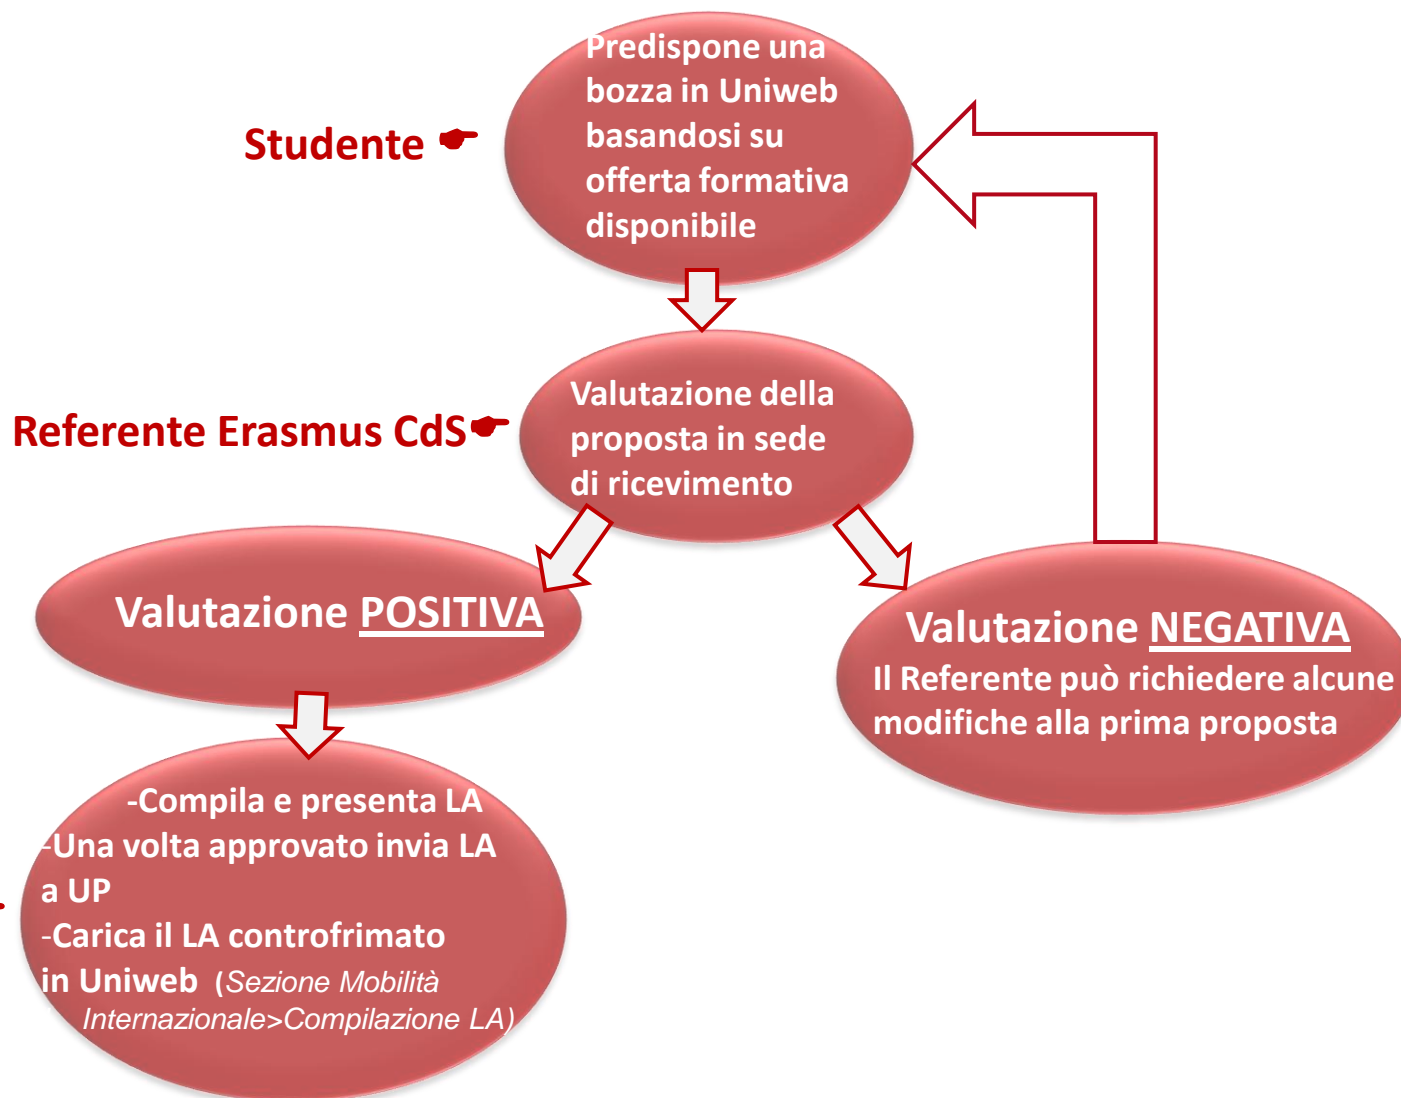 Predispone una
bozza in Uniweb
basandosi su
offerta formativa
disponibile
Studente ☛
Valutazione della
proposta in sede
di ricevimento
Referente Erasmus CdS☛
Valutazione POSITIVA
Valutazione NEGATIVA
Il Referente può richiedere alcune
modifiche alla prima proposta
-Compila e presenta LA
-Una volta approvato invia LA
a UP
-Carica il LA controfrimato
in Uniweb (Sezione Mobilità
Internazionale>Compilazione LA)